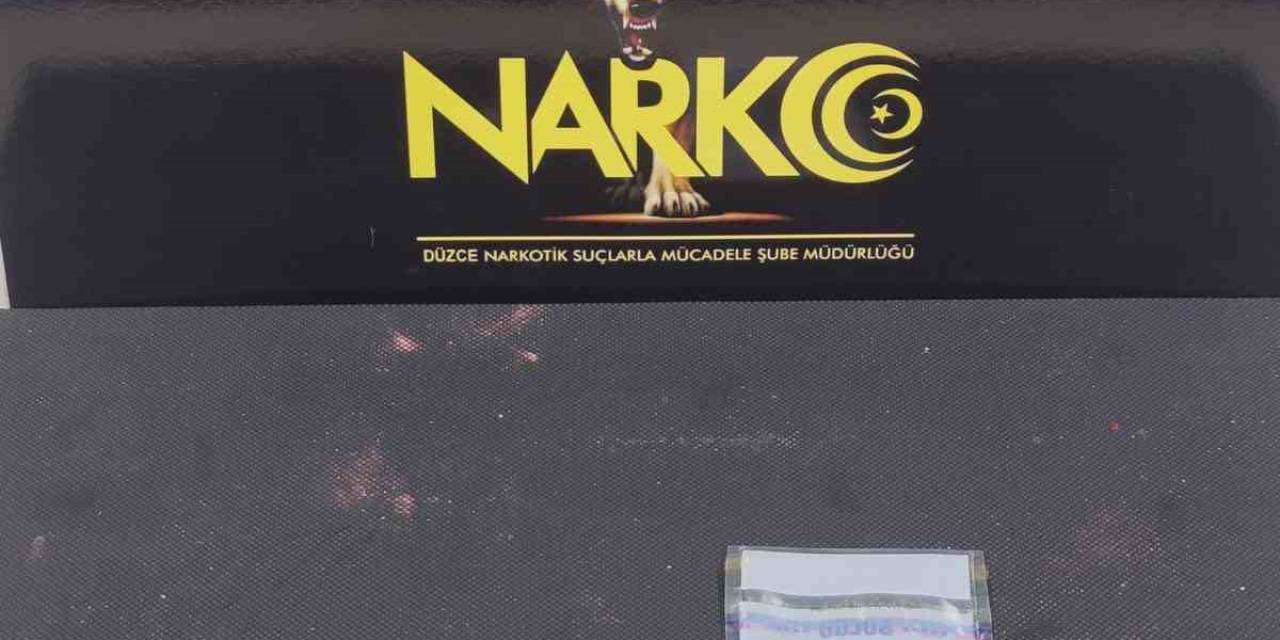 NARKO
DÜZCE NARKOTİK SUÇLARLA MÜCADELE ŞUBE MÜDÜRLÜĞÜ